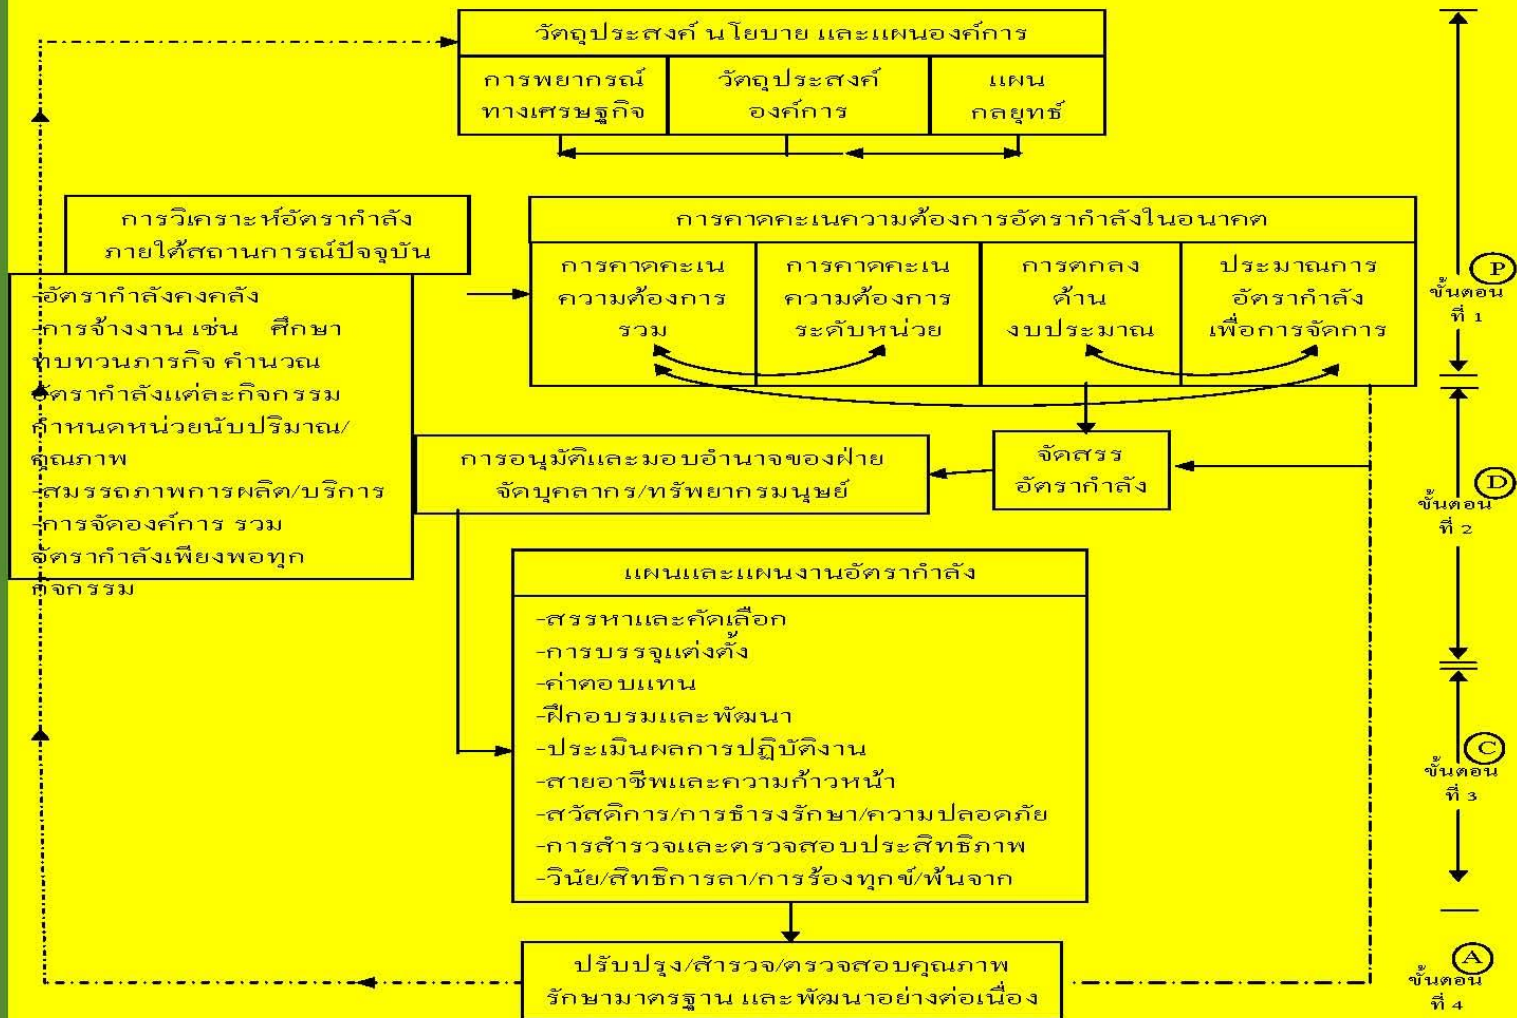 วัตถุประสงค์ นโยบาย และแผนองค์การ
การพยากรณ์
ทางเศรษฐกิจ
วัตถุประสงค์
องค์การ
แผน
กลยุทธ์
การวิเคราะห์อัตรากำลัง
ภายใต้สถานการณ์ปัจจุบัน
-อัตรากำลังคงคลัง
-การจ้างงาน เช่น ศึกษา
ทบทวนภารกิจ คำนวณ
อัตรากำลังแต่ละกิจกรรม
กำหนดหน่วยนับปริมาณ/
คุณภาพ
-สมรรถภาพการผลิต/บริการ
-การจัดองค์การ รวม
อัตรากำลังเพียงพอทุก
กิจกรรม
การคาดคะเนความต้องการอัตรากำลังในอนาคต
การคาดคะเน
ความต้องการ
รวม
การคาดคะเน
ความต้องการ
ระดับหน่วย
การตกลง
ด้าน
งบประมาณ
ประมาณการ
อัตรากำลัง
เพื่อการจัดการ
P
ขั้นตอน
ที่ 1
การอนุมัติและมอบอำนาจของฝ่าย
จัดบุคลากร/ทรัพยากรมนุษย์
จัดสรร
อัตรากำลัง
D
ขั้นตอน
ที่ 2
แผนและแผนงานอัตรากำลัง
-สรรหาและคัดเลือก
-การบรรจุแต่งตั้ง
-ค่าตอบแทน
-ฝึกอบรมและพัฒนา
-ประเมินผลการปฏิบัติงาน
-สายอาชีพและความก้าวหน้า
-สวัสดิการ/การธำรงรักษา/ความปลอดภัย
-การสำรวจและตรวจสอบประสิทธิภาพ
-วินัย/สิทธิการลา/การร้องทุกข์/พ้นจาก
C
ขั้นตอน
ที่ 3
ปรับปรุง/สำรวจ/ตรวจสอบคุณภาพ
รักษามาตรฐาน และพัฒนาอย่างต่อเนื่อง
A
ขั้นตอน
ที่ 4